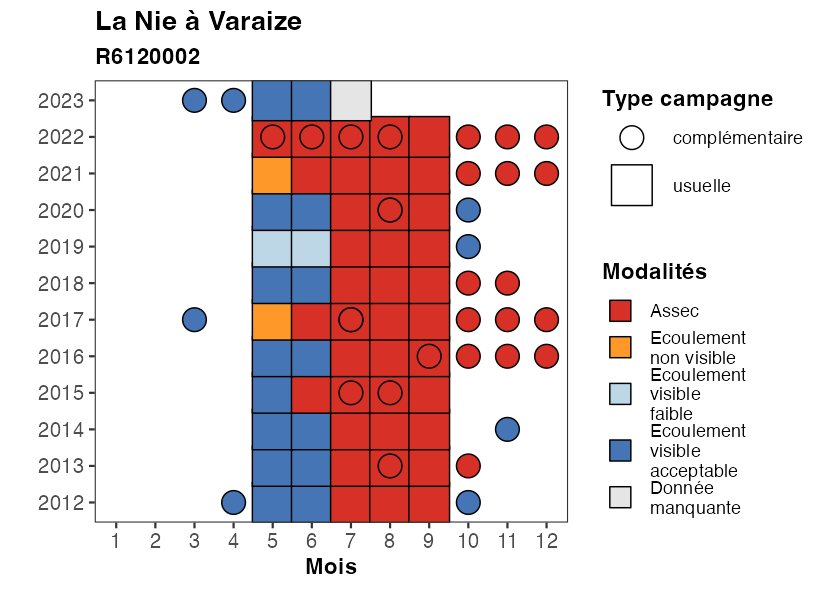 La Nie à Varaize
R6120002
2023
2022
2021
2020
2019
2018
2017
2016
2015
2014
2013
2012
1 2 3 4 5 6 7 8 9 10 11 12
Mois
Type campagne
complémentaire
usuelle
Modalités
Assec
Ecoulement
non visible
Ecoulement
visible
faible
Ecoulement
visible
acceptable
Donnée
manquante